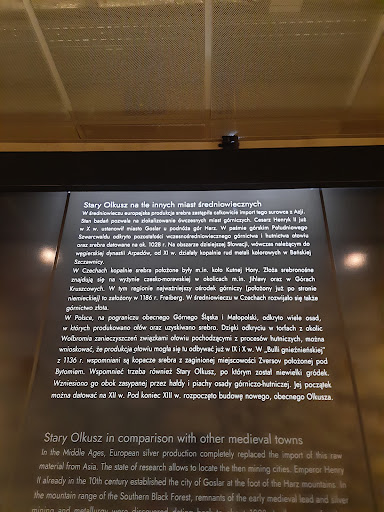 Stary Olkusz na tle innych miast średniowiecznych
W średniowieczu europejska produkcja srebra zastąpiła całkowicie import tego surowca z Azji.
Stan badań pozwala na zlokalizowanie ówczesnych miast górniczych. Cesarz Henryk II już
w X w. ustanowił miasto Goslar u podnóża gór Harz. W paśmie górskim Południowego
Szwarcwaldu odkryto pozostałości wczesnośredniowiecznego górnictwa i hutnictwa ołowiu
oraz srebra datowane na ok. 1028 r. Na obszarze dzisiejszej Słowacji, wówczas należącym do
węgierskiej dynastii Arpadów, od XI w. działały kopalnie rud metali kolorowych w Bańskiej
Szczawnicy.
W Czechach kopalnie srebra położone były m.in. koło Kutnej Hory. Złoża srebronośne
znajdują się na wyżynie czesko-morawskiej w okolicach m.in. Jihlavy oraz w Górach
Kruszcowych. W tym regionie najważniejszy ośrodek górniczy (położony już po stronie
niemieckiej) to założony w 1186 r. Freiberg. W średniowieczu w Czechach rozwijało się także
górnictwo złota.
W Polsce, na pograniczu obecnego Górnego Śląska i Małopolski, odkryto wiele osad,
w których produkowano ołów oraz uzyskiwano srebro. Dzięki odkryciu w torfach z okolic
Wolbromia zanieczyszczeń związkami ołowiu pochodzącymi z procesów hutniczych, można
wnioskować, że produkcja ołowiu mogła się tu odbywać już w IX i X w. W „Bulli gnieźnieńskiej"
z 1136 r. wspomniani są kopacze srebra z zaginionej miejscowości Zversov położonej pod
Bytomiem. Wspomnieć trzeba również Stary Olkusz, po którym został niewielki gródek.
Wzniesiono go obok zasypanej przez hałdy i piachy osady górniczo-hutniczej. Jej początek
można datować na XII w. Pod koniec XIII w. rozpoczęto budowę nowego, obecnego Olkusza.
Stary Olkusz in comparison with other medieval towns
In the Middle Ages, European silver production completely replaced the import of this raw
material from Asia. The state of research allows to locate the then mining cities. Emperor Henry
II already in the 10th century established the city of Goslar at the foot of the Harz mountains. In
the mountain range of the Southern Black Forest, remnants of the early medieval lead and silver
mining and metallurgy were discovered dating back to about 1028